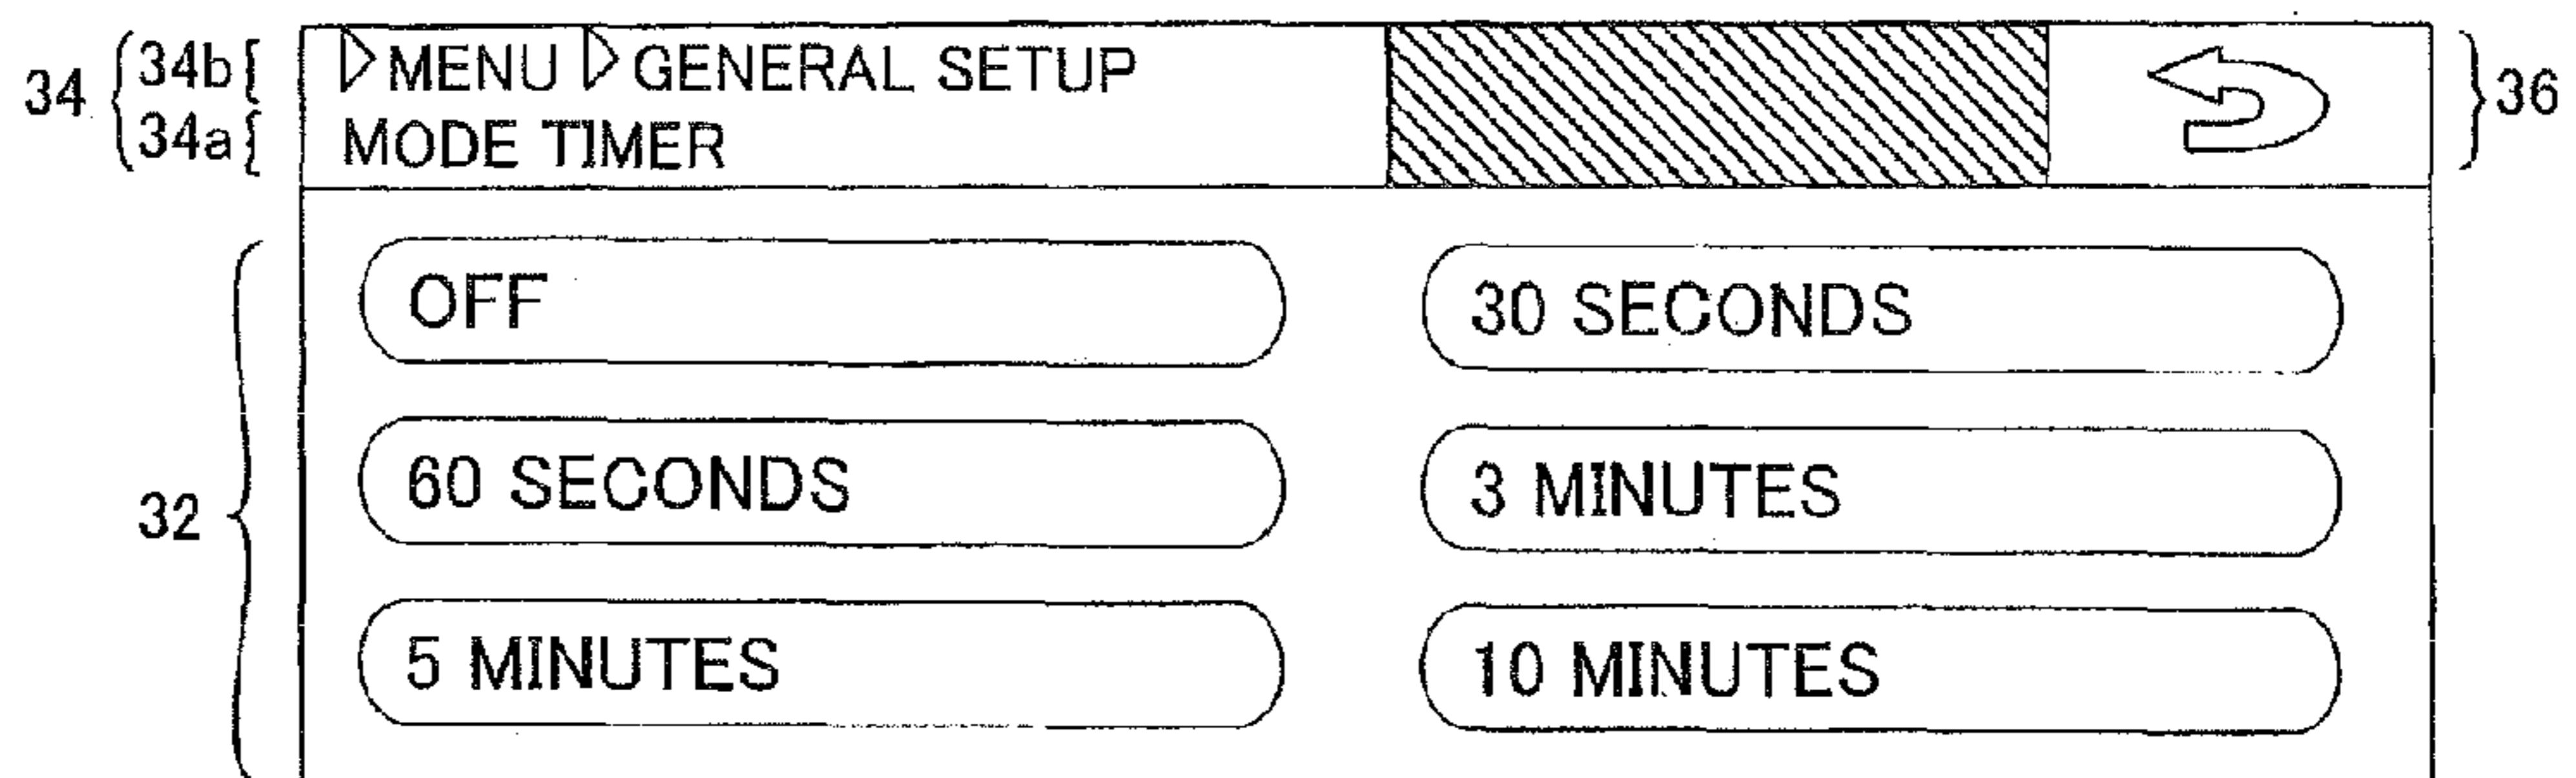 34 34b ▷MENU ▷GENERAL SETUP 36
34a MODE TIMER
OFF 30 SECONDS
32 60 SECONDS 3 MINUTES
5 MINUTES 10 MINUTES